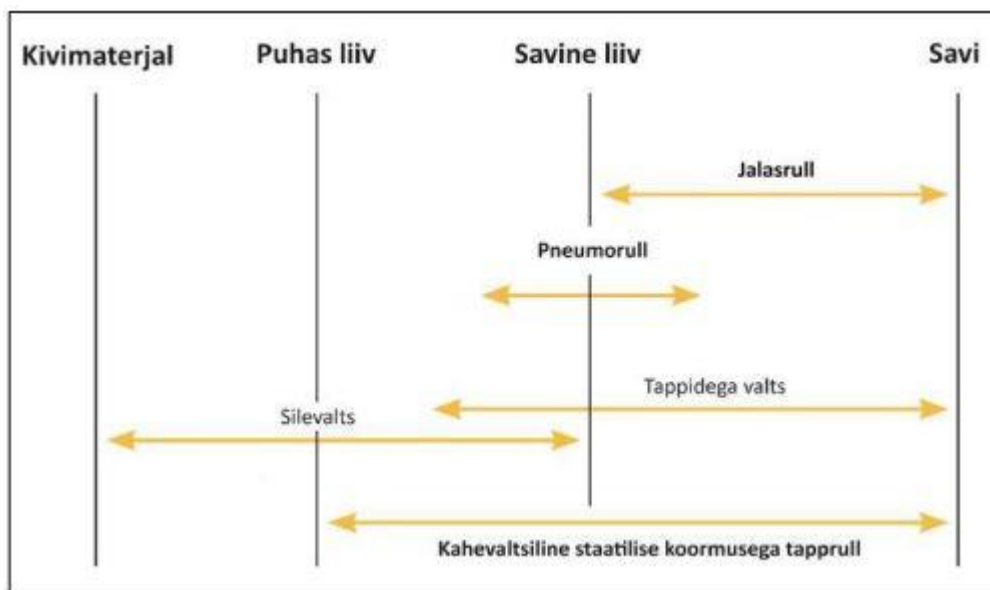 Kivimaterjal Puhas liiv Savine liiv Savi
Jalasrull
Pneumorull
Tappidega valts
Silevalts
Kahevaltsiline staatilise koormusega tapprull